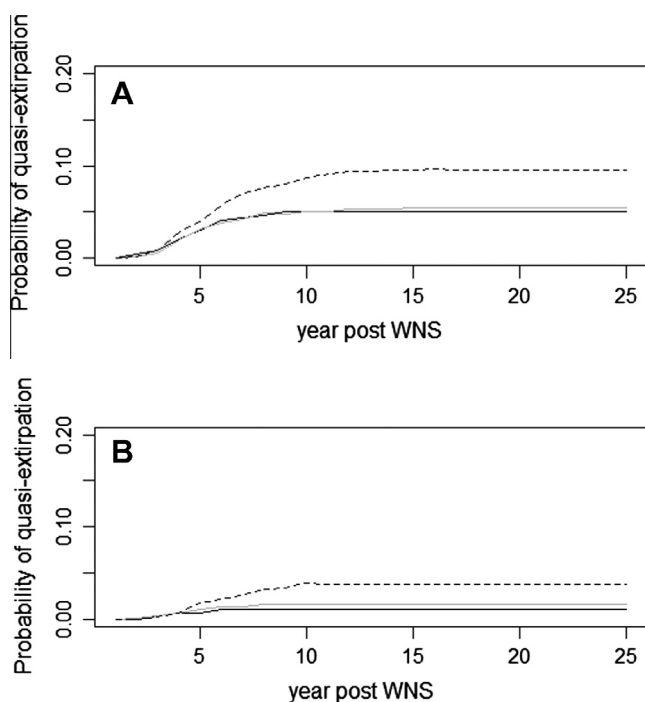 A
Probability of quasi-extirpation
0.20
0.10
0.00
5 10 15 20 25
year post WNS
B
Probability of quasi-extirpation
0.20
0.10
0.00
5 10 15 20 25
year post WNS